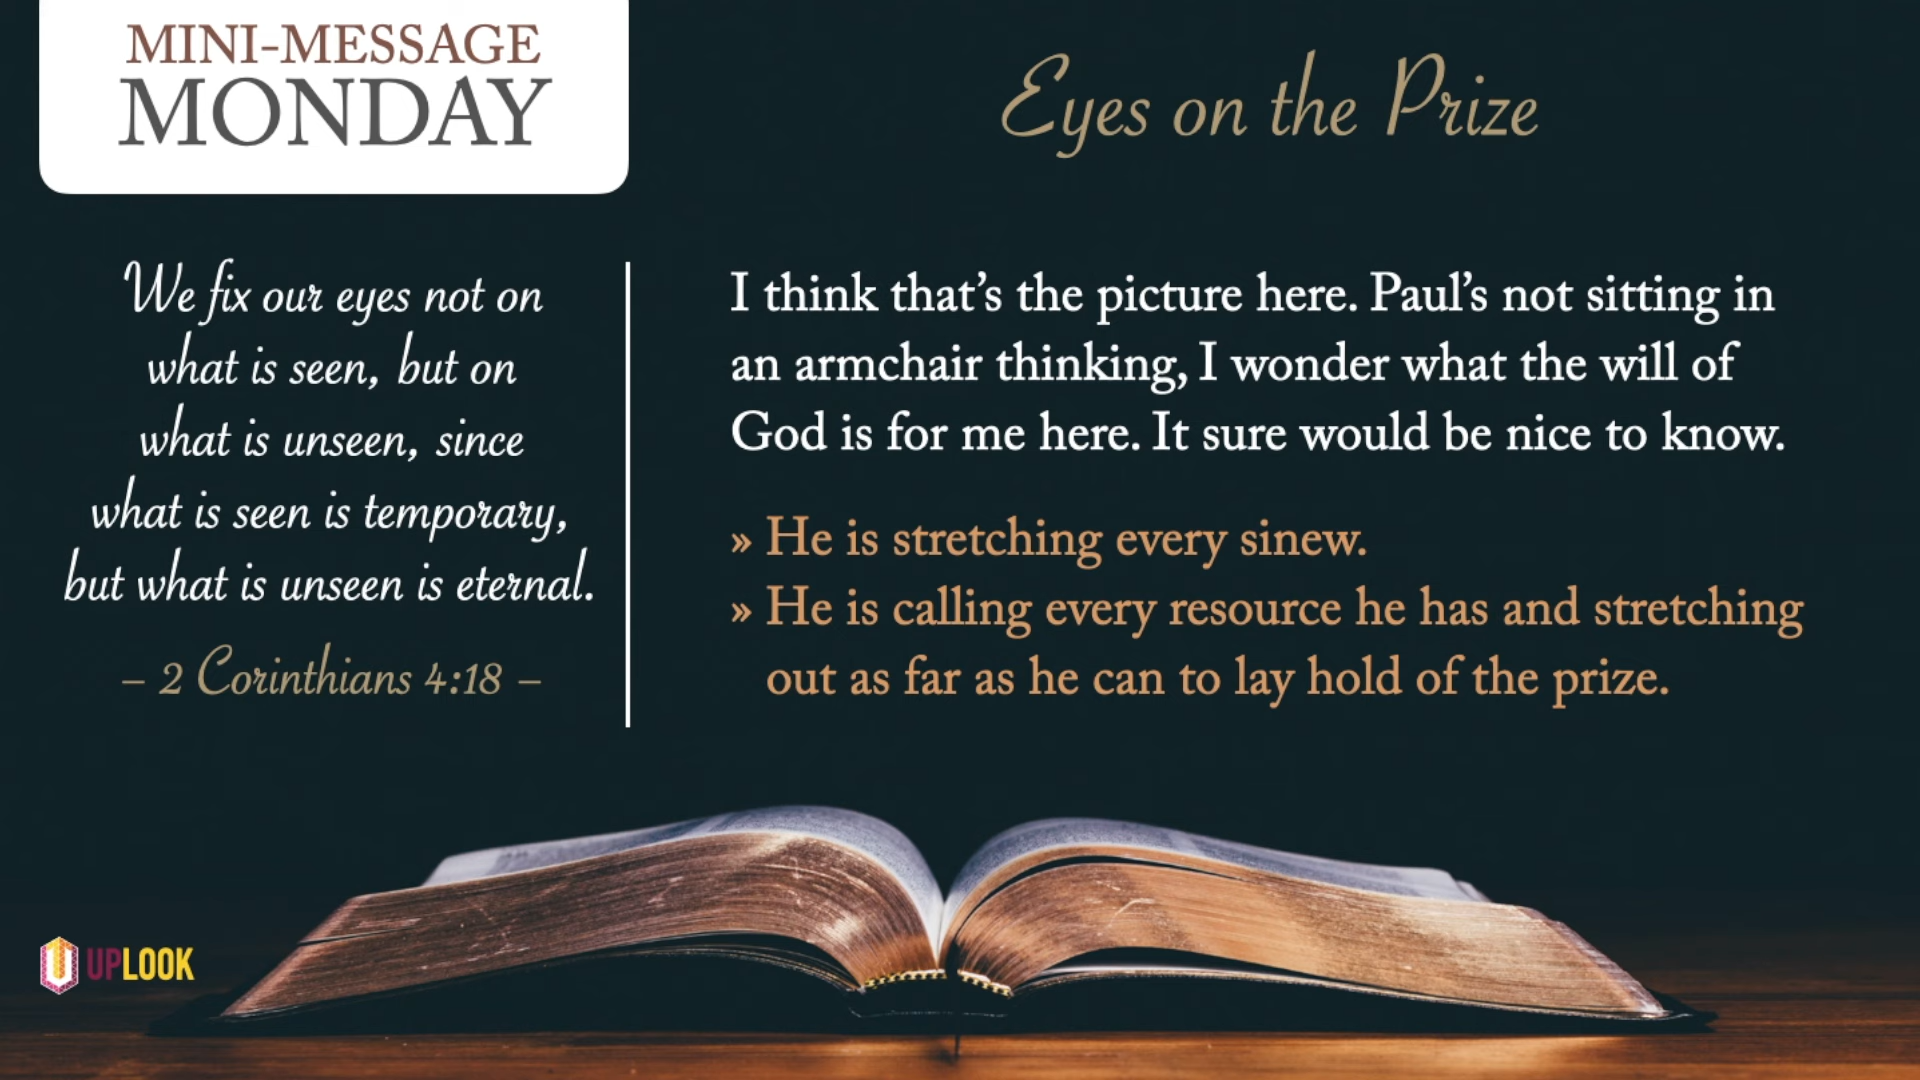 MINI-MESSAGE
MONDAY
Eyes on the Prize
We fix our eyes not on
what is seen, but on
what is unseen, since
what is seen is temporary,
but what is unseen is eternal.
– 2 Corinthians 4:18 –
I think that’s the picture here. Paul’s not sitting in
an armchair thinking, I wonder what the will of
God is for me here. It sure would be nice to know.
» He is stretching every sinew.
» He is calling every resource he has and stretching
out as far as he can to lay hold of the prize.
UPLOOK